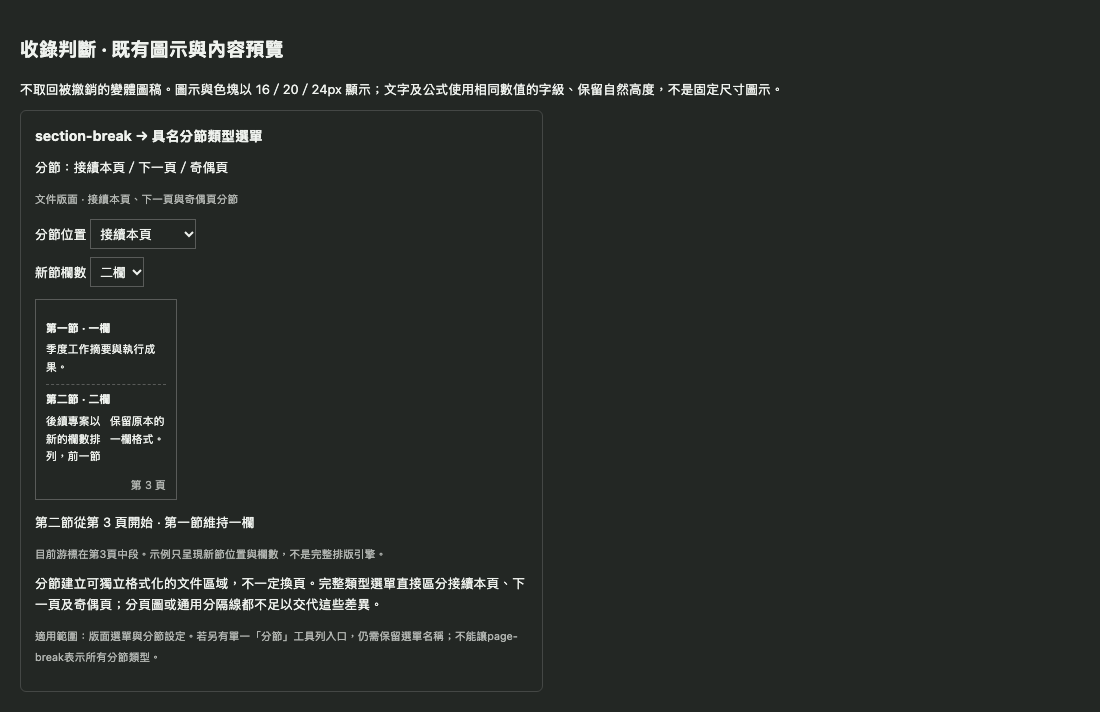 收錄判斷 · 既有圖示與內容預覽
不取回被撤銷的變體圖稿。圖示與色塊以 16 / 20 / 24px 顯示；文字及公式使用相同數值的字級、保留自然高度，不是固定尺寸圖示。
section-break → 具名分節類型選單
分節：接續本頁 / 下一頁 / 奇偶頁
文件版面 · 接續本頁、下一頁與奇偶頁分節
分節位置 接續本頁
新節欄數 二欄
第一節 · 一欄
季度工作摘要與執行成
果。
第二節 · 二欄
後續專案以
新的欄數排
列，前一節
保留原本的
一欄格式。
第 3 頁
第二節從第 3 頁開始 · 第一節維持一欄
目前游標在第3頁中段。示例只呈現新節位置與欄數，不是完整排版引擎。
分節建立可獨立格式化的文件區域，不一定換頁。完整類型選單直接區分接續本頁、下
一頁及奇偶頁；分頁圖或通用分隔線都不足以交代這些差異。
適用範圍：版面選單與分節設定。若另有單一「分節」工具列入口，仍需保留選單名稱；不能讓page-
break表示所有分節類型。